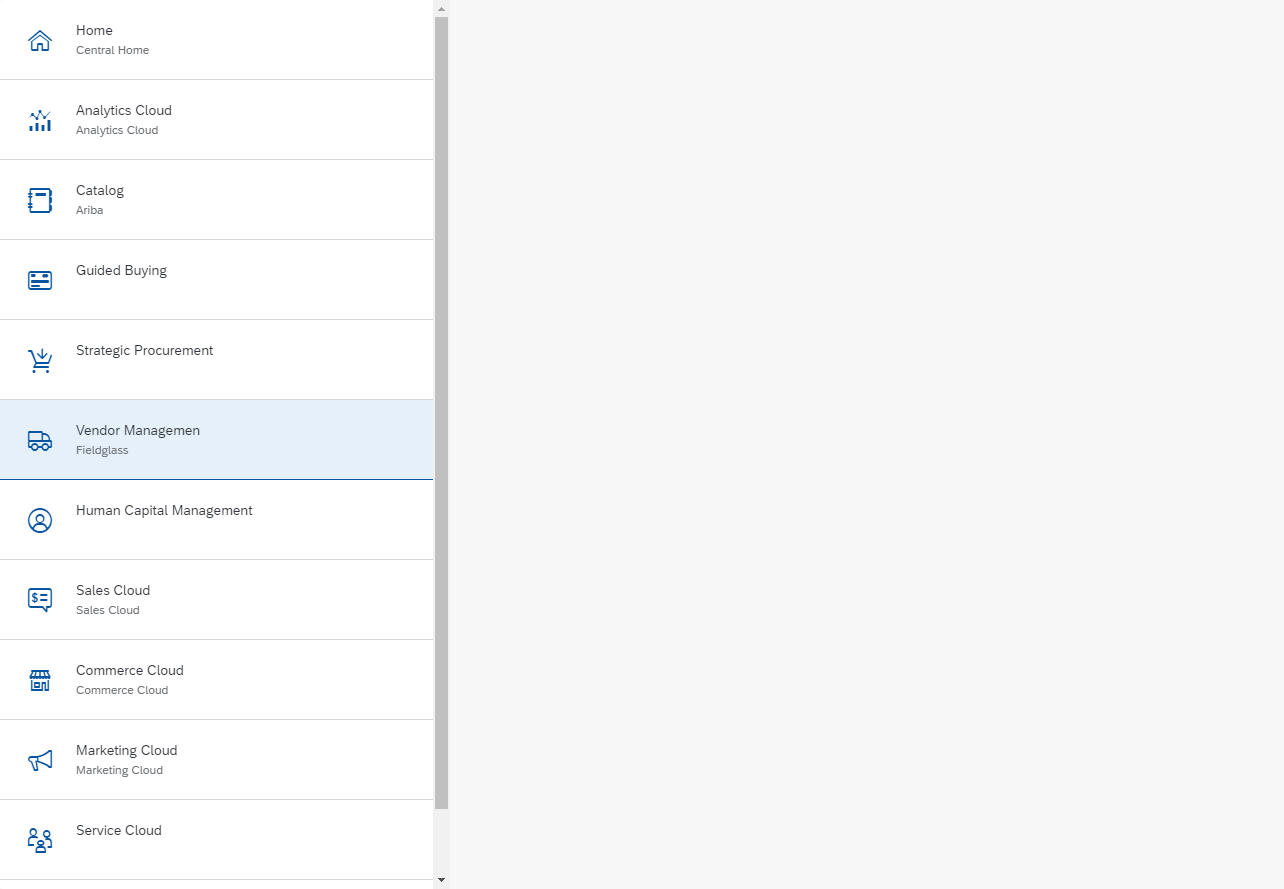 Home
Central Home
Analytics Cloud
Analytics Cloud
Catalog
Ariba
Guided Buying
Strategic Procurement
Vendor Managemen
Fieldglass
Human Capital Management
Sales Cloud
Sales Cloud
Commerce Cloud
Commerce Cloud
Marketing Cloud
Marketing Cloud
Service Cloud